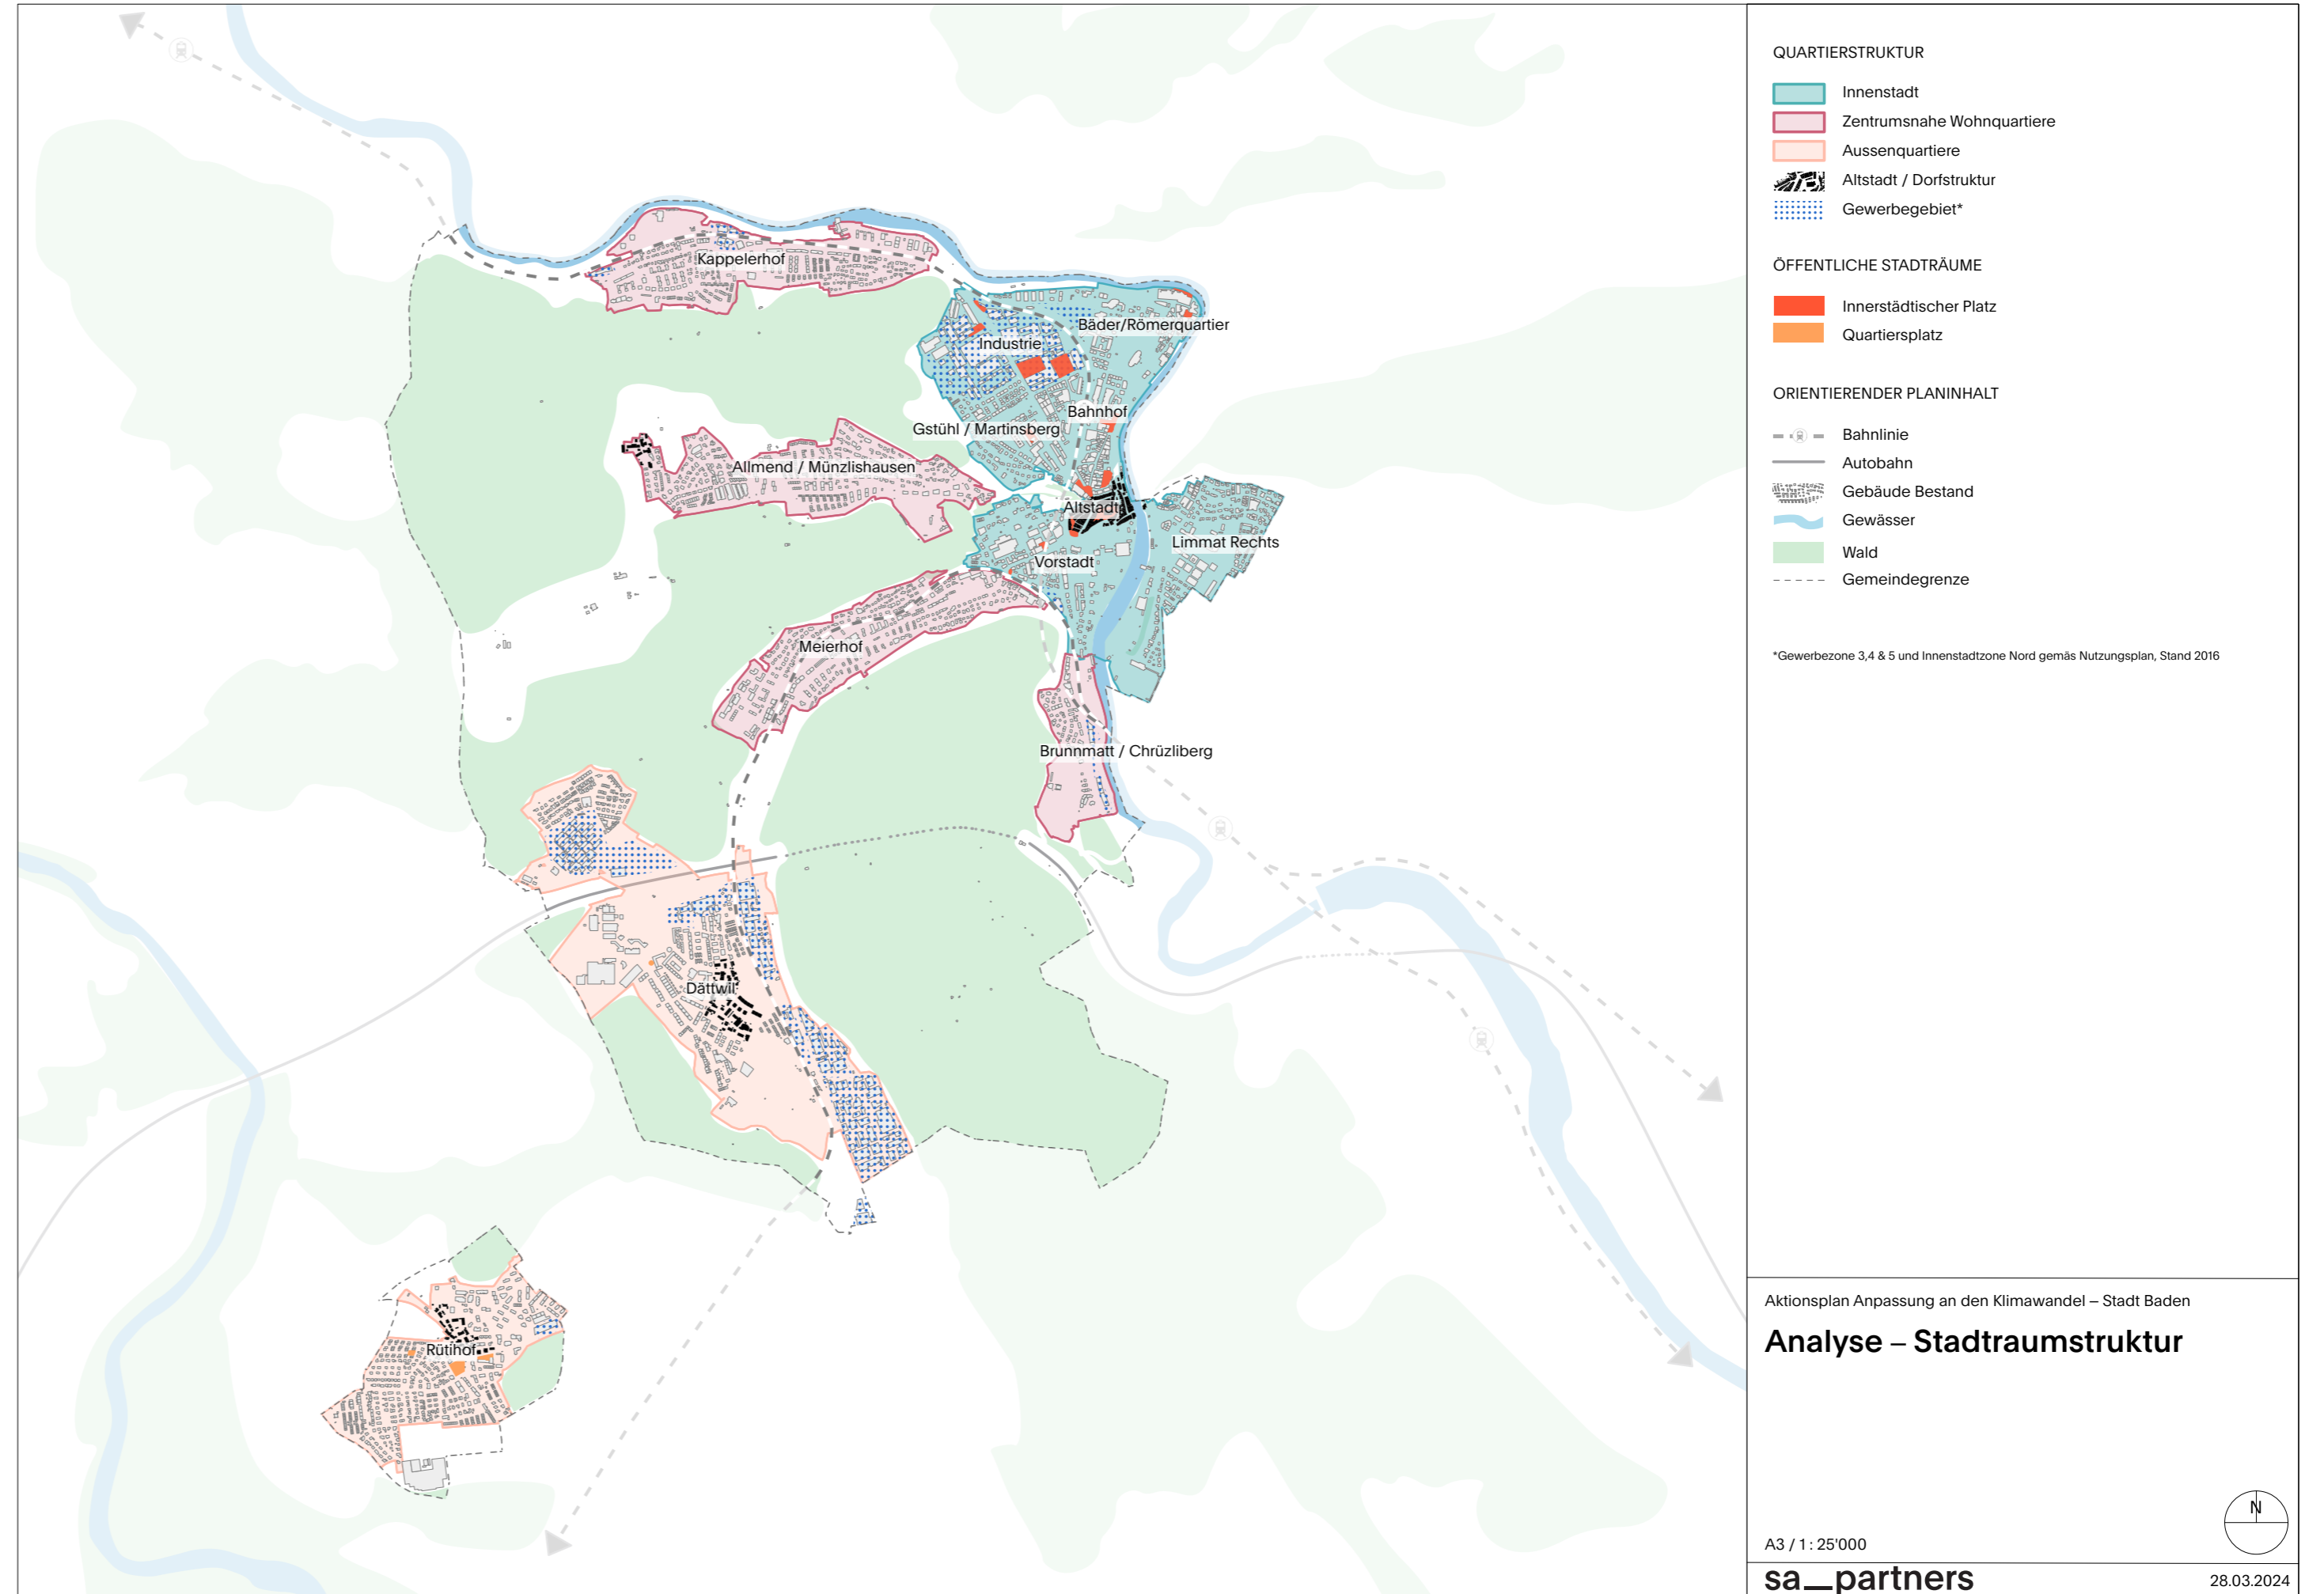 Kappelerhof
Bäder/Römerquartier
Industrie
Bahnhof
Gstühl / Martinsberg
Allmend / Münzlishausen
Altstadt
Limmat Rechts
Vorstadt
Meierhof
Brunnmatt / Chrüzliberg
Dättwil
Rütihof
QUARTIERSTRUKTUR
Innenstadt
Zentrumsnahe Wohnquartiere
Aussenquartiere
Altstadt / Dorfstruktur
Gewerbegebiet*
ÖFFENTLICHE STADTRÄUME
Innerstädtischer Platz
Quartiersplatz
ORIENTIERENDER PLANINHALT
Bahnlinie
Autobahn
Gebäude Bestand
Gewässer
Wald
Gemeindegrenze
*Gewerbezone 3,4 & 5 und Innenstadtzone Nord gemäs Nutzungsplan, Stand 2016
Aktionsplan Anpassung an den Klimawandel – Stadt Baden
Analyse – Stadtraumstruktur
N
A3 / 1 : 25'000
sa_partners
28.03.2024